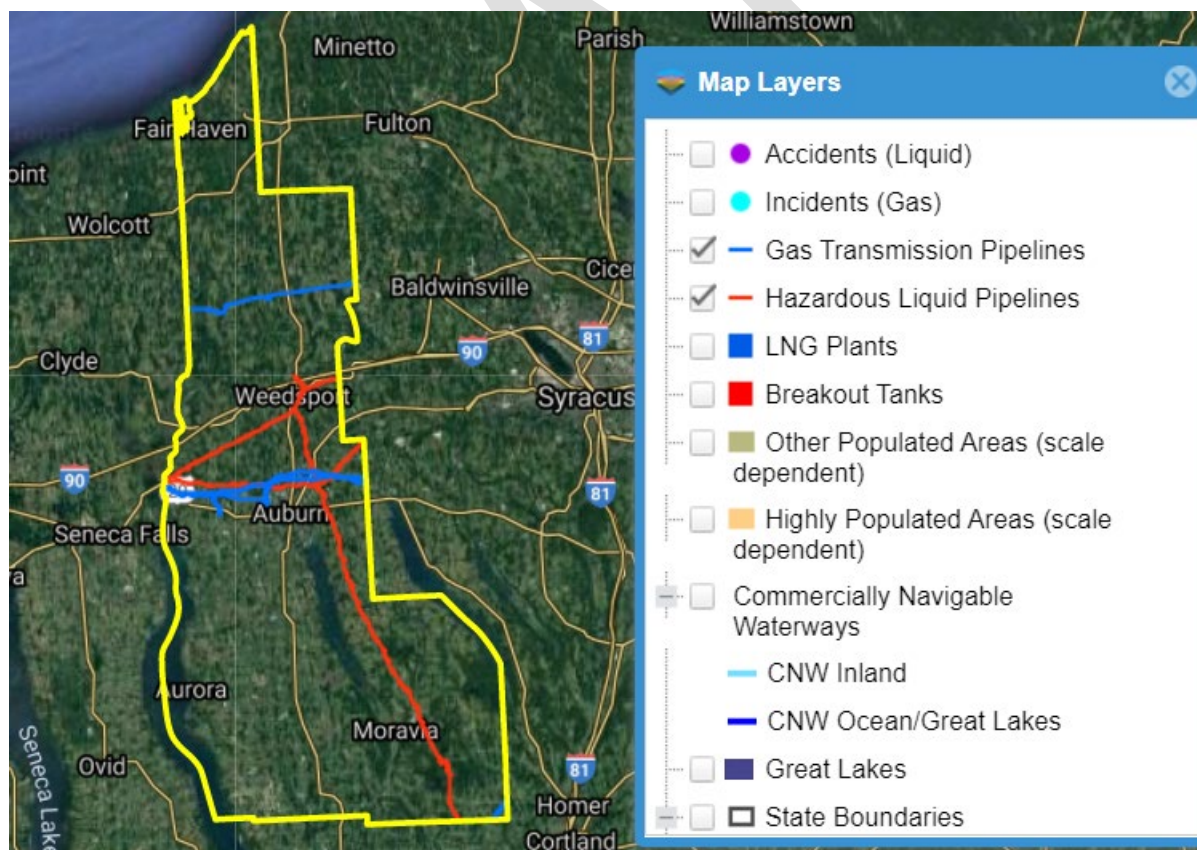 Williamstown
Minetto
Parish
Fair Haven
Fulton
oint
Wolcott
Cice
Baldwinsville
81
90
Clyde
Weedsport
Syracus
90
81
Auburn
Seneca Falls
va
Aurora
Moravia
Seneca Lake
Ovid
81
Homer
Cortland
Map Layers
Accidents (Liquid)
Incidents (Gas)
Gas Transmission Pipelines
Hazardous Liquid Pipelines
LNG Plants
Breakout Tanks
Other Populated Areas (scale
dependent)
Highly Populated Areas (scale
dependent)
Commercially Navigable
Waterways
CNW Inland
CNW Ocean/Great Lakes
Great Lakes
State Boundaries